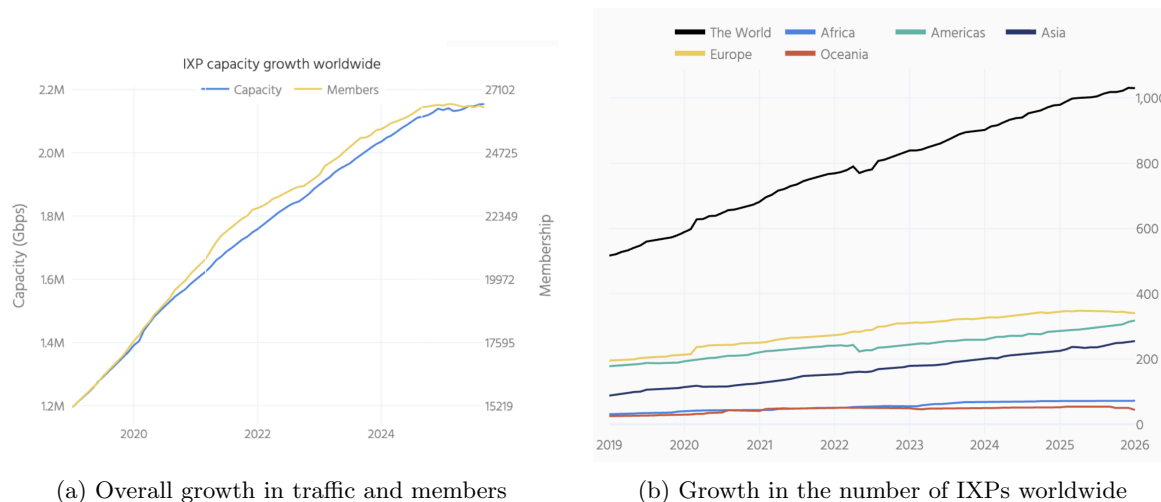 IXP capacity growth worldwide
Capacity Members
2.2M
2.0M
1.8M
1.6M
1.4M
1.2M
Capacity (Gbps)
27102
24725
22349
19972
17595
15219
Membership
2020 2022 2024
(a) Overall growth in traffic and members
The World Africa Americas Asia
Europe Oceania
1,000
800
600
400
200
0
2019 2020 2021 2022 2023 2024 2025 2026
(b) Growth in the number of IXPs worldwide